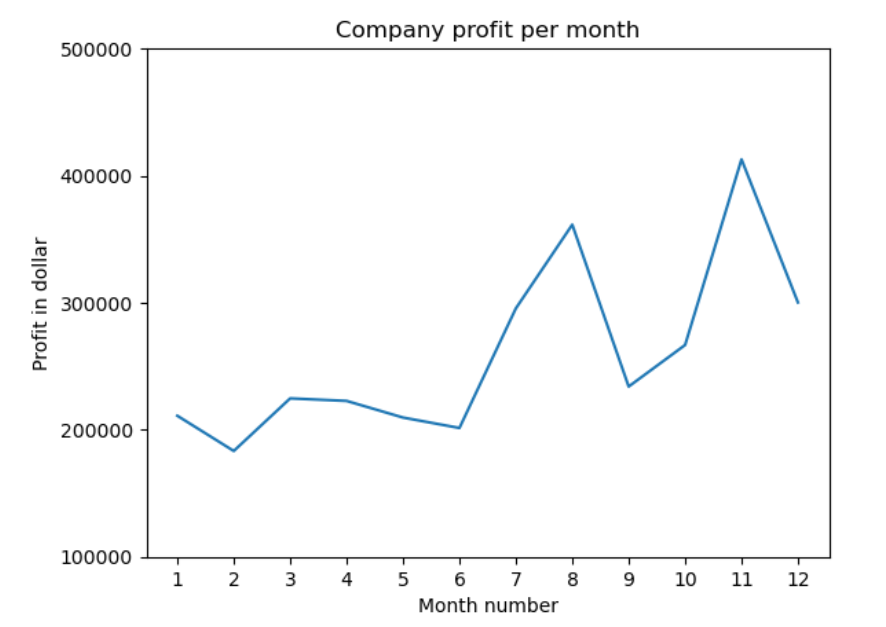 Company profit per month
500000
400000
300000
200000
100000
Profit in dollar
1 2 3 4 5 6 7 8 9 10 11 12
Month number